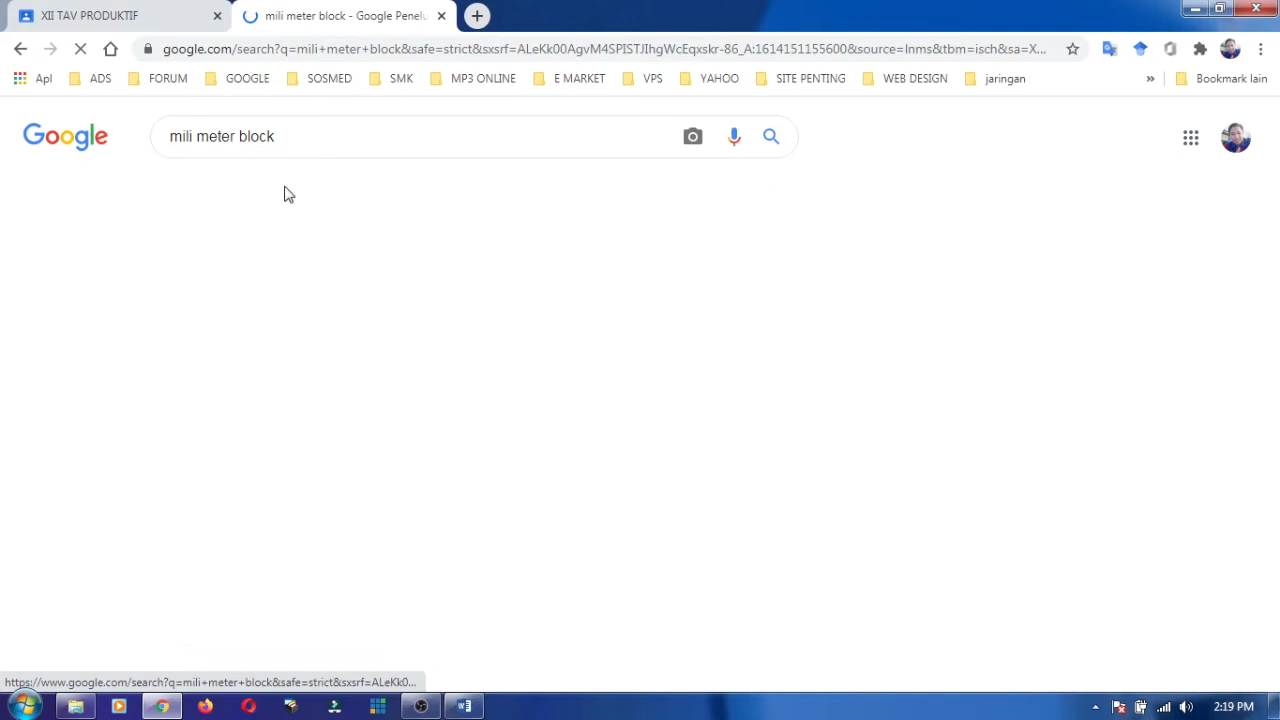 XII TAV PRODUKTIF
mili meter block - Google Penelu
google.com/search?q=mili+meter+block&safe=strict&sxsrf=ALeKk00AgvM4SPISTJIhgWcEqxskr-86_A:1614151155600&source=lnms&tbm=isch&sa=X...
Apl ADS FORUM GOOGLE SOSMED SMK MP3 ONLINE E MARKET VPS YAHOO SITE PENTING WEB DESIGN jaringan » Bookmark lain
Google mili meter block
https://www.google.com/search?q=mili+meter+block&safe=strict&sxsrf=ALeKk0...
2:19 PM